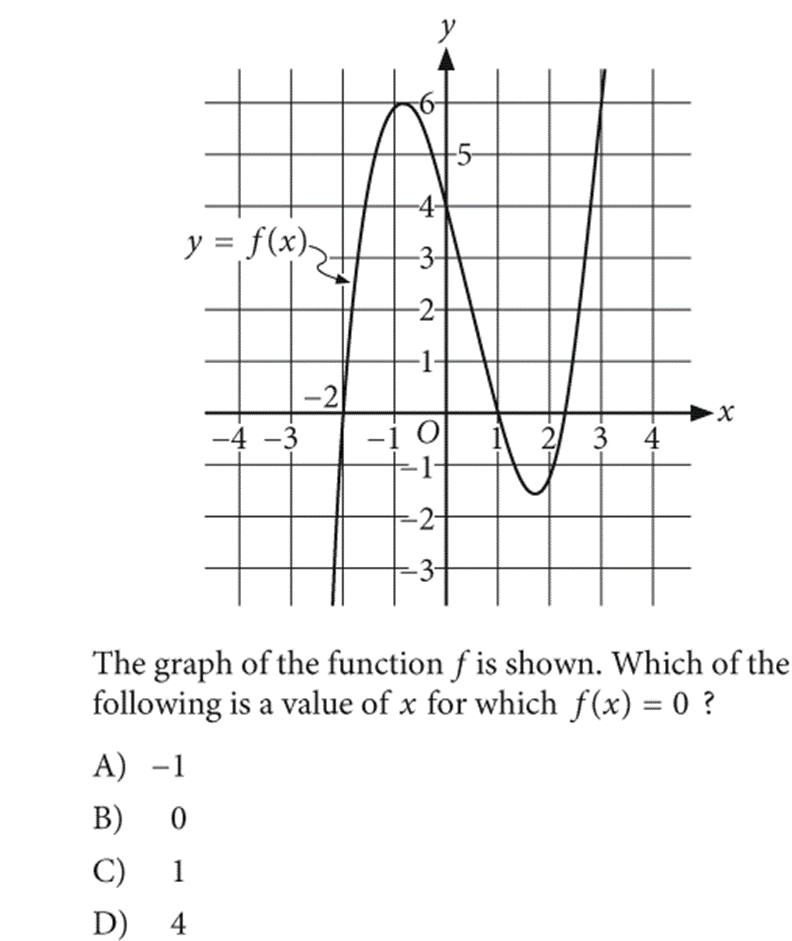 y
6
5
4
y = f(x)
3
2
1
−2
x
−4 −3 −1 O 1 2 3 4
−1
−2
−3
The graph of the function f is shown. Which of the
following is a value of x for which f(x) = 0 ?
A) −1
B) 0
C) 1
D) 4